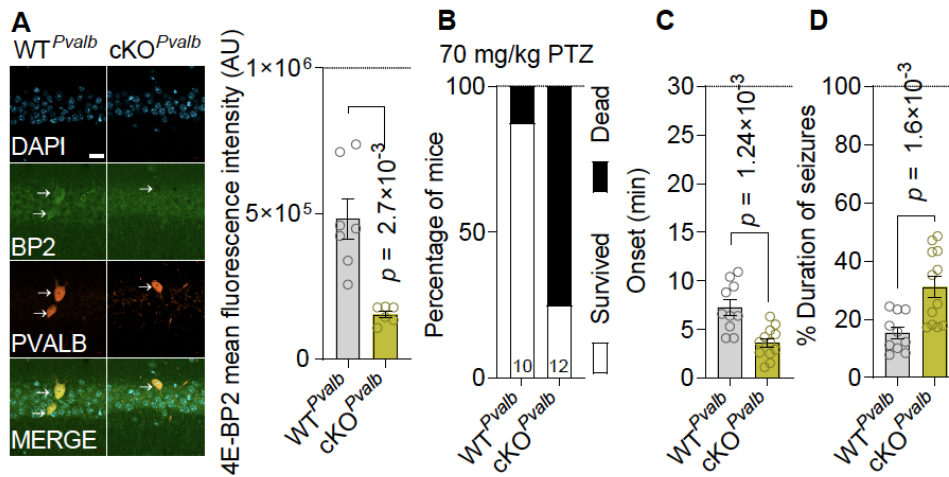 A
WT^Pvalb
cKO^Pvalb
DAPI
BP2
PVALB
MERGE
4E-BP2 mean fluorescence intensity (AU)
1×10^6
5×10^5
0
p = 2.7×10^-3
WT^Pvalb
cKO^Pvalb
B
70 mg/kg PTZ
Percentage of mice
100
50
0
10
12
WT^Pvalb
cKO^Pvalb
Survived
Dead
C
Onset (min)
30
25
20
15
10
5
0
p = 1.24×10^-3
WT^Pvalb
cKO^Pvalb
D
% Duration of seizures
100
80
60
40
20
0
p = 1.6×10^-3
WT^Pvalb
cKO^Pvalb